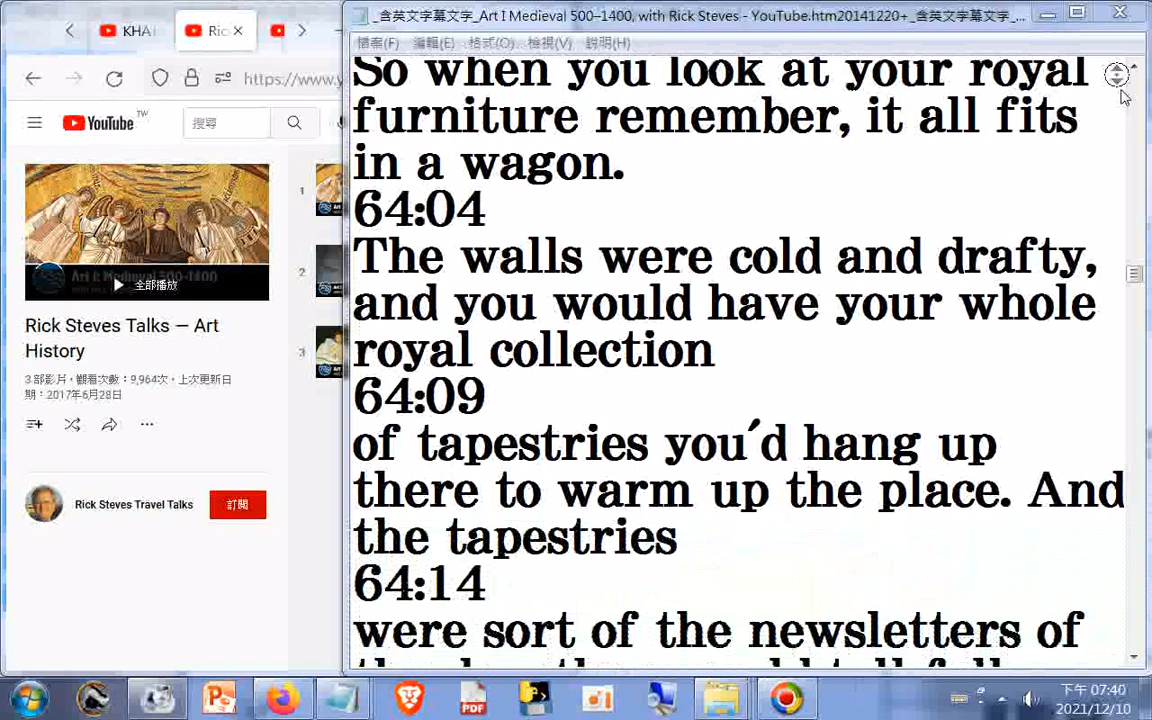 KHA
Ric
https://www.y
YouTube TW
搜尋
Art I: Medieval 500-1400
全部播放
Rick Steves Talks — Art
History
3 部影片 • 觀看次數：9,964次 • 上次更新日
期：2017年6月28日
1
2
3
Rick Steves Travel Talks
訂閱
_含英文字幕文字_Art I Medieval 500–1400, with Rick Steves - YouTube.htm20141220+_含英文字幕文字_...
檔案(F) 編輯(E) 格式(O) 檢視(V) 說明(H)
So when you look at your royal
furniture remember, it all fits
in a wagon.
64:04
The walls were cold and drafty,
and you would have your whole
royal collection
64:09
of tapestries you´d hang up
there to warm up the place. And
the tapestries
64:14
were sort of the newsletters of
PDF
下午 07:40
2021/12/10